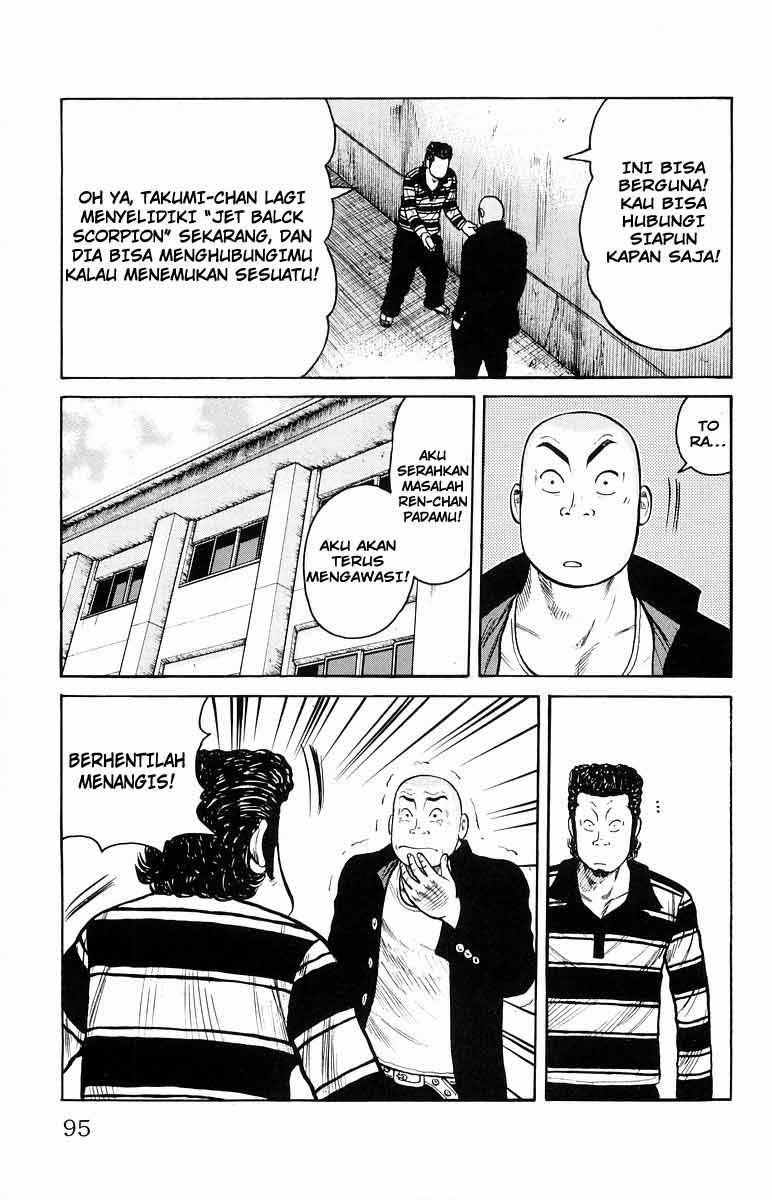 INI BISA
BERGUNA!
KAU BISA
HUBUNGI
SIAPUN
KAPAN SAJA!
OH YA, TAKUMI-CHAN LAGI
MENYELIDIKI “JET BALCK
SCORPION” SEKARANG, DAN
DIA BISA MENGHUBUNGIMU
KALAU MENEMUKAN SESUATU!
TO
RA...
AKU
SERAHKAN
MASALAH
REN-CHAN
PADAMU!
AKU AKAN
TERUS
MENGAWASI!
...
BERHENTILAH
MENANGIS!
95